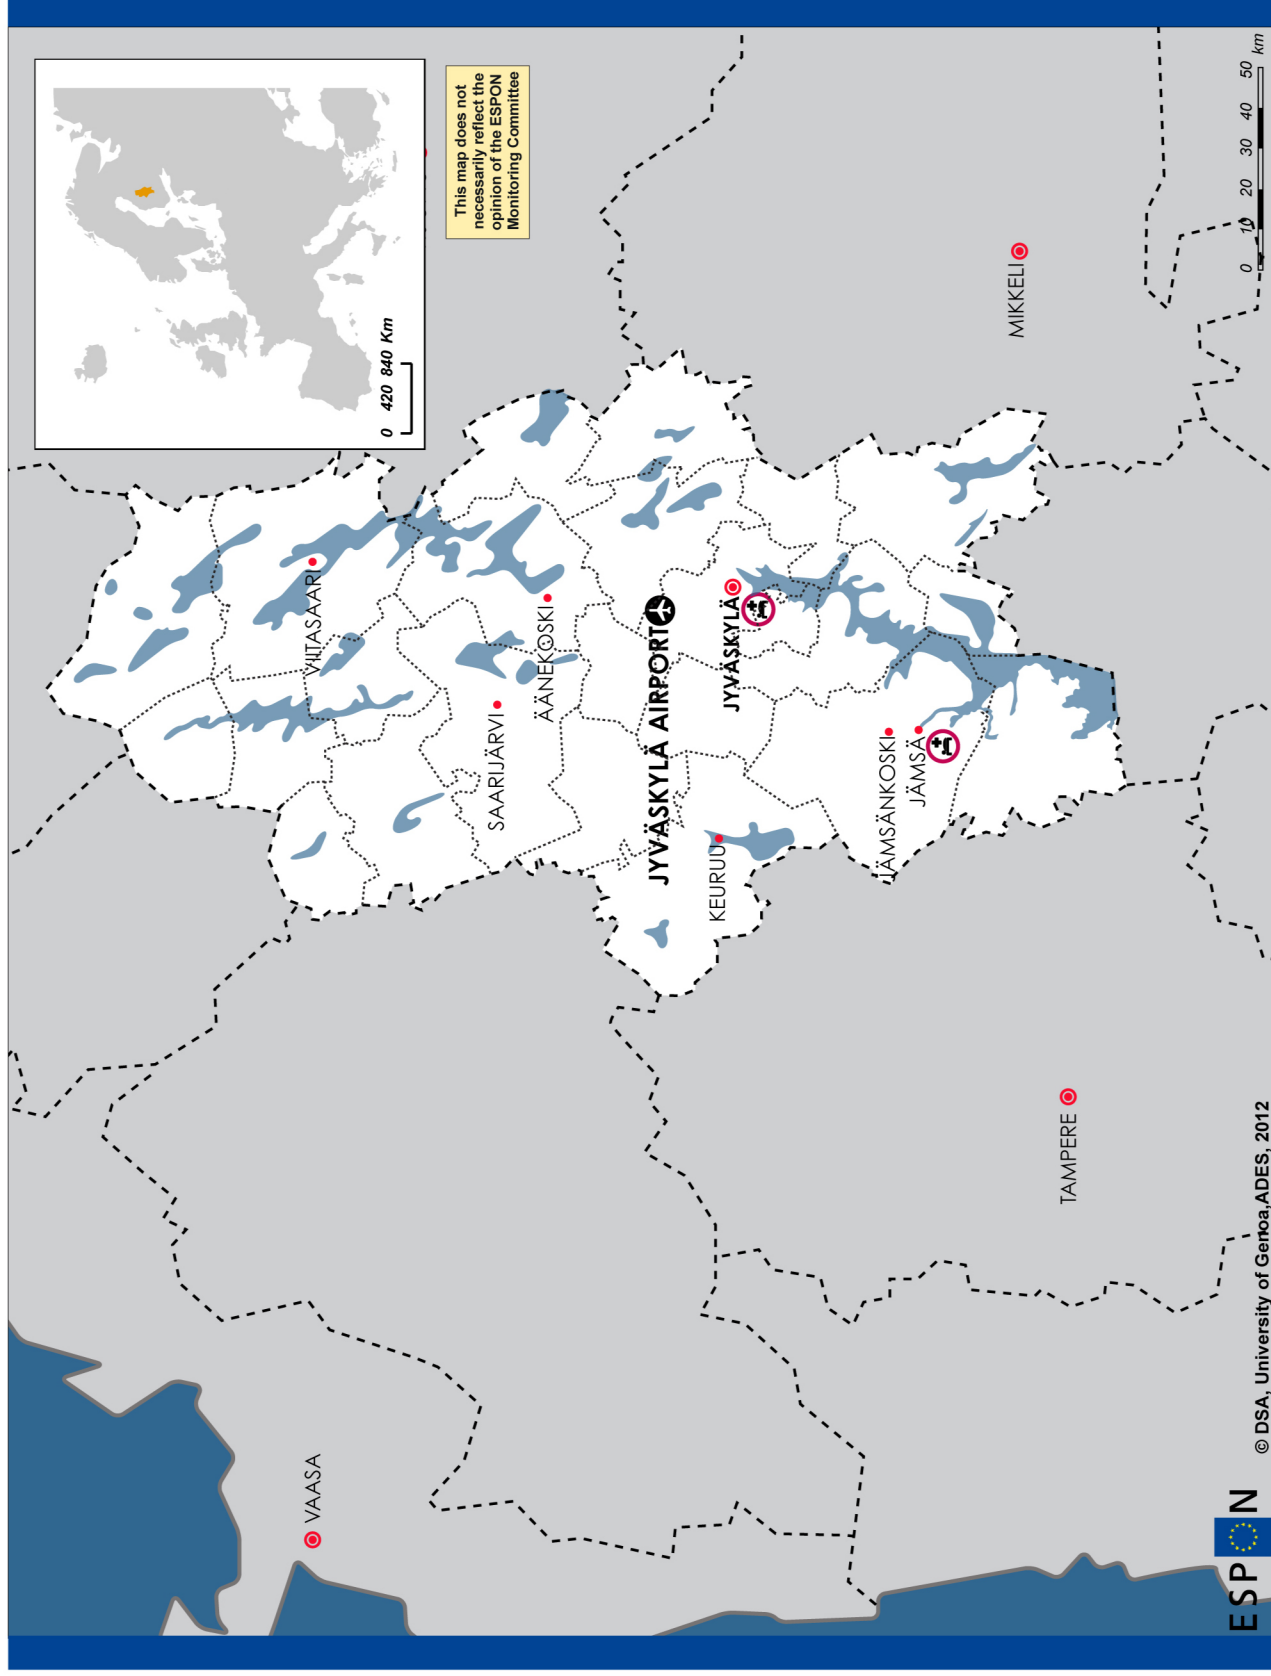 0 420 840 Km
This map does not
necessarily reflect the
opinion of the ESPON
Monitoring Committee
VAASA
VIITASAARI
SAARIJÄRVI
ÄÄNEKOSKI
JYVÄSKYLÄ AIRPORT
KEURUU
JYVÄSKYLÄ
JÄMSÄNKOSKI
JÄMSÄ
MIKKELI
TAMPERE
ESPON
© DSA, University of Genoa,ADES, 2012
0 10 20 30 40 50 km